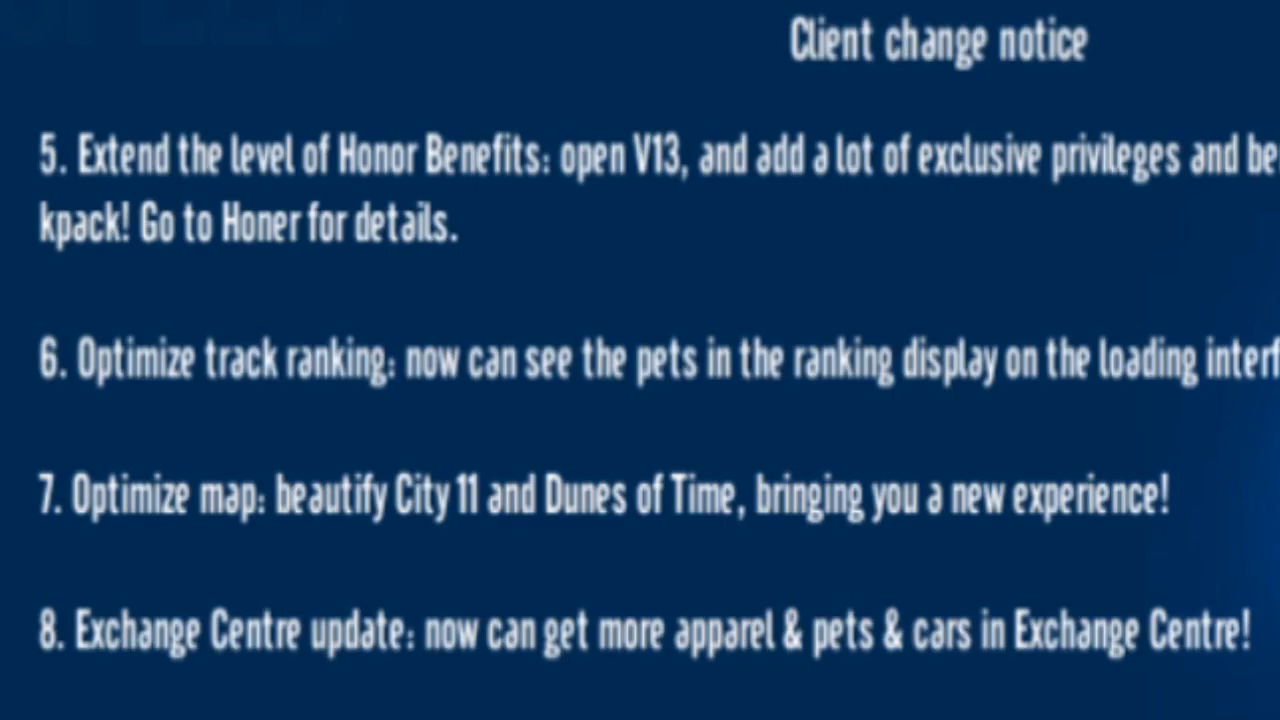 Client change notice
5. Extend the level of Honor Benefits: open V13, and add a lot of exclusive privileges and be
kpack! Go to Honer for details.
6. Optimize track ranking: now can see the pets in the ranking display on the loading interf
7. Optimize map: beautify City 11 and Dunes of Time, bringing you a new experience!
8. Exchange Centre update: now can get more apparel & pets & cars in Exchange Centre!